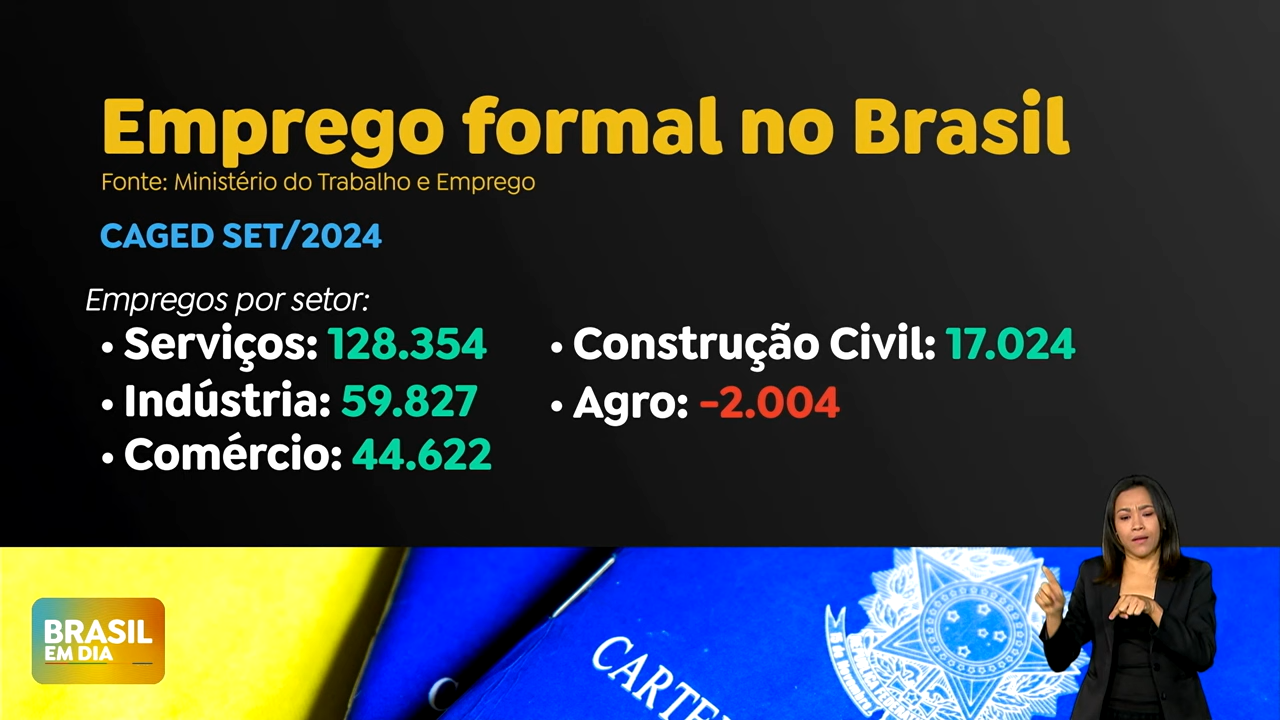 Emprego formal no Brasil
Fonte: Ministério do Trabalho e Emprego
CAGED SET/2024
Empregos por setor:
• Serviços: 128.354
• Indústria: 59.827
• Comércio: 44.622
• Construção Civil: 17.024
• Agro: -2.004
BRASIL
EM DIA
CARTE